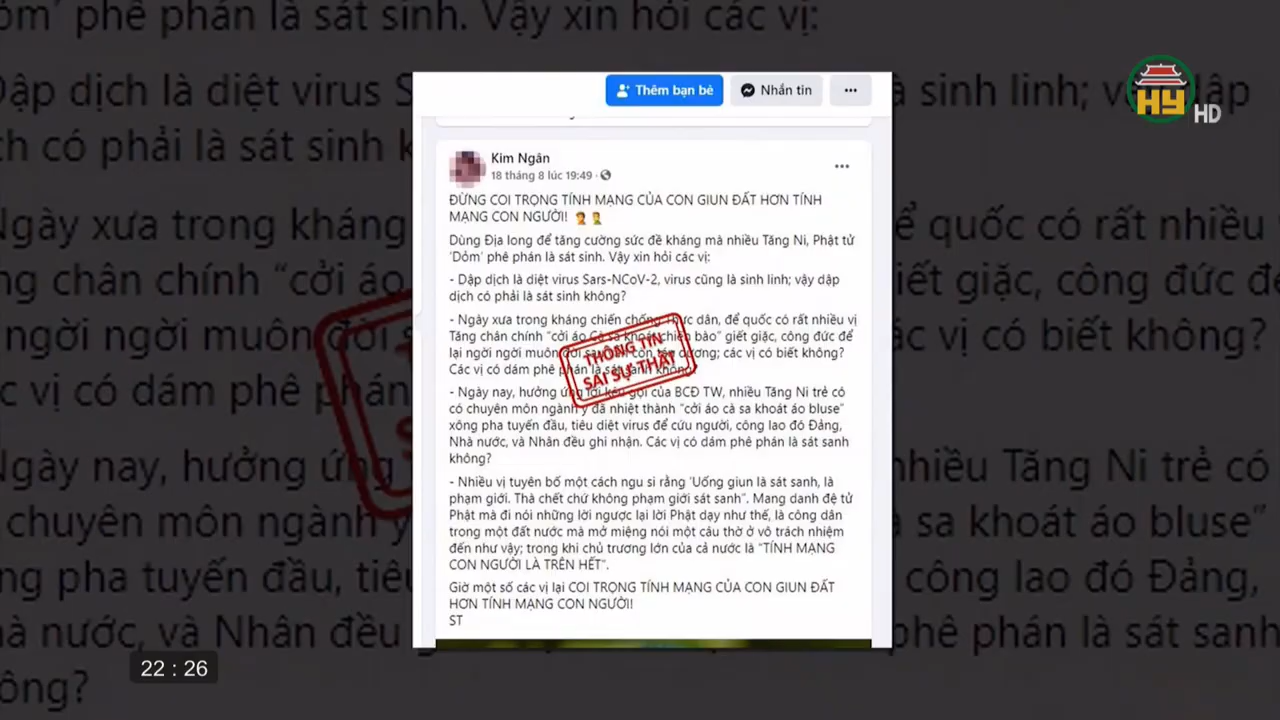 Thêm bạn bè
Nhắn tin
HY HD
Kim Ngân
18 tháng 8 lúc 19:49
ĐỪNG COI TRỌNG TÍNH MẠNG CỦA CON GIUN ĐẤT HƠN TÍNH
MẠNG CON NGƯỜI!
Dùng Địa long để tăng cường sức đề kháng mà nhiều Tăng Ni, Phật tử
'Dỏm' phê phán là sát sinh. Vậy xin hỏi các vị:
- Dập dịch là diệt virus Sars-NCoV-2, virus cũng là sinh linh; vậy dập
dịch có phải là sát sinh không?
- Ngày xưa trong kháng chiến chống thực dân, đế quốc có rất nhiều vị
Tăng chân chính "cởi áo Cà sa khoát chiến bào" giết giặc, công đức để
lại ngời ngời muôn đời sau còn tán dương; các vị có biết không?
Các vị có dám phê phán là sát sanh không?
THÔNG TIN
SAI SỰ THẬT
- Ngày nay, hưởng ứng lời kêu gọi của BCĐ TW, nhiều Tăng Ni trẻ có
có chuyên môn ngành y đã nhiệt thành "cởi áo cà sa khoát áo bluse"
xông pha tuyến đầu, tiêu diệt virus để cứu người, công lao đó Đảng,
Nhà nước, và Nhân đều ghi nhận. Các vị có dám phê phán là sát sanh
không?
- Nhiều vị tuyên bố một cách ngu si rằng 'Uống giun là sát sanh, là
phạm giới. Thà chết chứ không phạm giới sát sanh". Mang danh đệ tử
Phật mà đi nói những lời ngược lại lời Phật dạy như thế, là công dân
trong một đất nước mà mở miệng nói một câu thờ ở vô trách nhiệm
đến như vậy; trong khi chủ trương lớn của cả nước là "TÍNH MẠNG
CON NGƯỜI LÀ TRÊN HẾT".
Giờ một số các vị lại COI TRỌNG TÍNH MẠNG CỦA CON GIUN ĐẤT
HƠN TÍNH MẠNG CON NGƯỜI!
ST
22 : 26